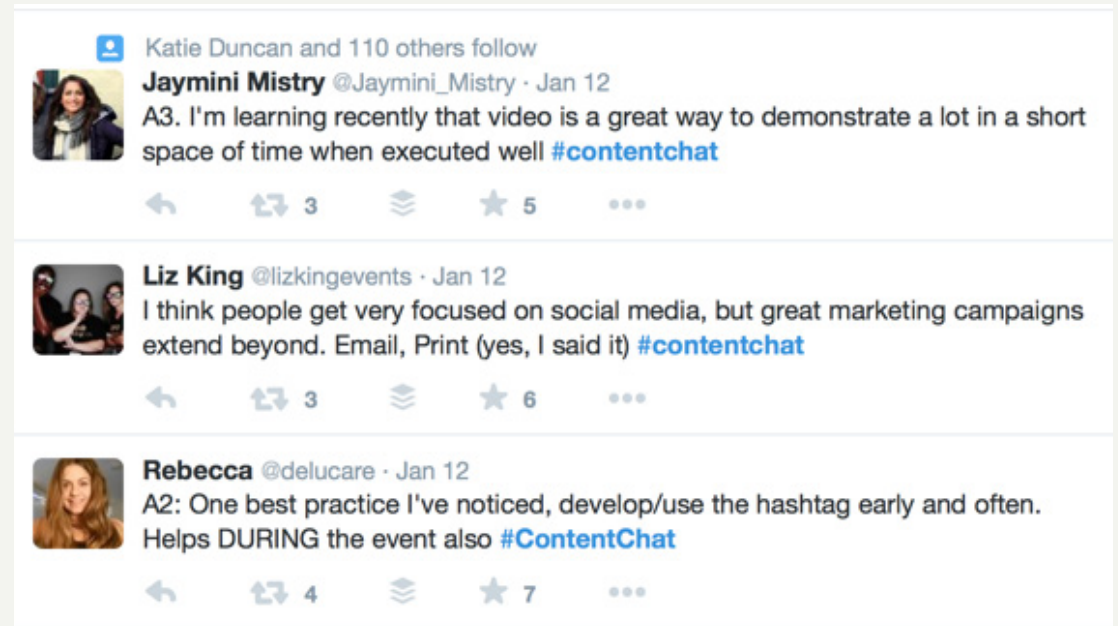 Katie Duncan and 110 others follow
Jaymini Mistry @Jaymini_Mistry · Jan 12
A3. I'm learning recently that video is a great way to demonstrate a lot in a short
space of time when executed well #contentchat
3 5
Liz King @lizkingevents · Jan 12
I think people get very focused on social media, but great marketing campaigns
extend beyond. Email, Print (yes, I said it) #contentchat
3 6
Rebecca @delucare · Jan 12
A2: One best practice I've noticed, develop/use the hashtag early and often.
Helps DURING the event also #ContentChat
4 7